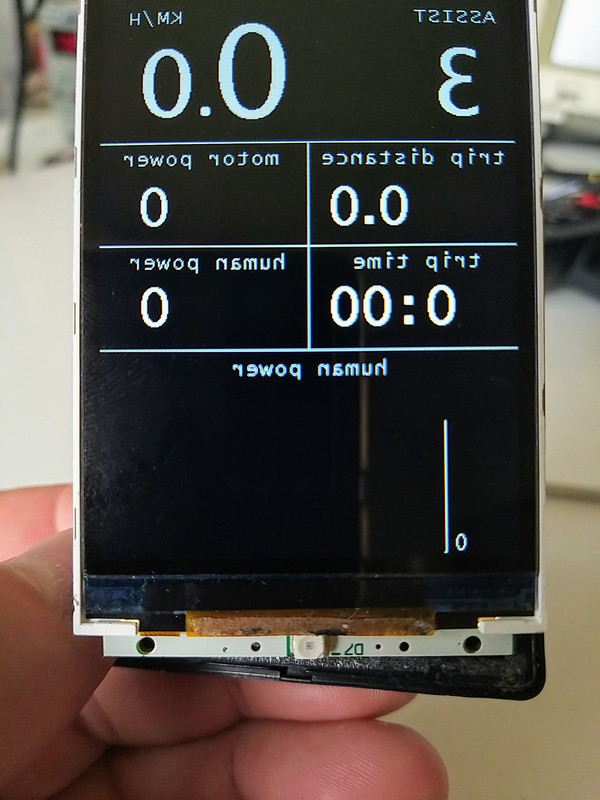 ASSIST KM/H
3 0.0
trip distance motor power
0.0 0
trip time human power
0:00 0
human power
0